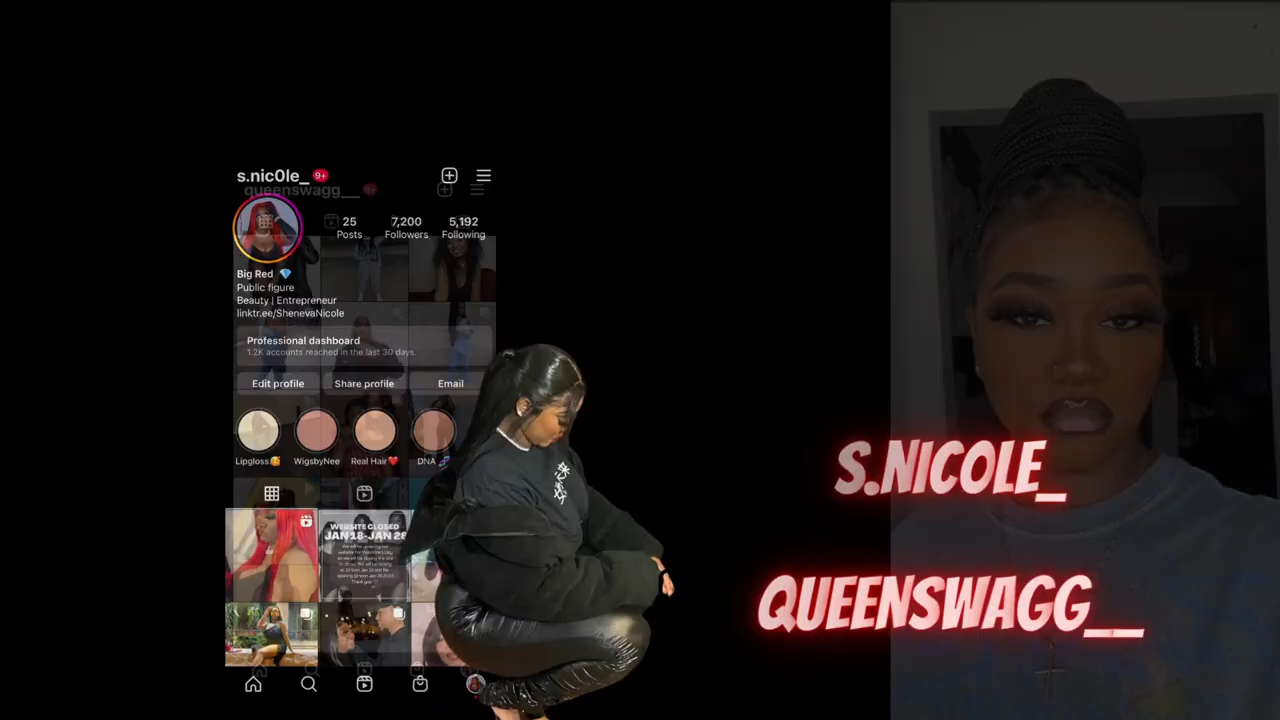 s.nic0le_ 9+
queenswagg__
25 7,200 5,192
Posts Followers Following
Big Red 💎
Public figure
Beauty | Entrepreneur
linktr.ee/ShenevaNicole
Professional dashboard
1.2K accounts reached in the last 30 days.
Edit profile Share profile Email
Lipgloss🥰 WigsbyNee Real Hair❤️ DNA 🧬
WEBSITE CLOSED
JAN 18-JAN 28
S.NICOLE_
QUEENSWAGG__